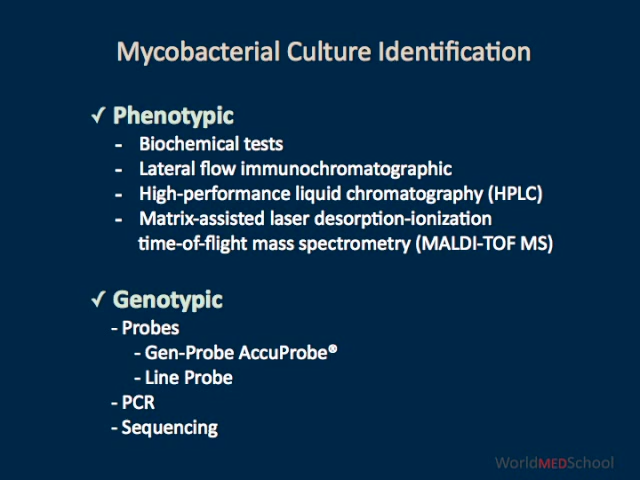 Mycobacterial Culture Identification
✓ Phenotypic
- Biochemical tests
- Lateral flow immunochromatographic
- High-performance liquid chromatography (HPLC)
- Matrix-assisted laser desorption-ionization
time-of-flight mass spectrometry (MALDI-TOF MS)
✓ Genotypic
- Probes
- Gen-Probe AccuProbe®
- Line Probe
- PCR
- Sequencing
WorldMEDSchool